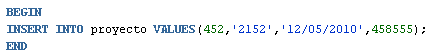 BEGIN
INSERT INTO proyecto VALUES(452,'2152','12/05/2010',458555);
END